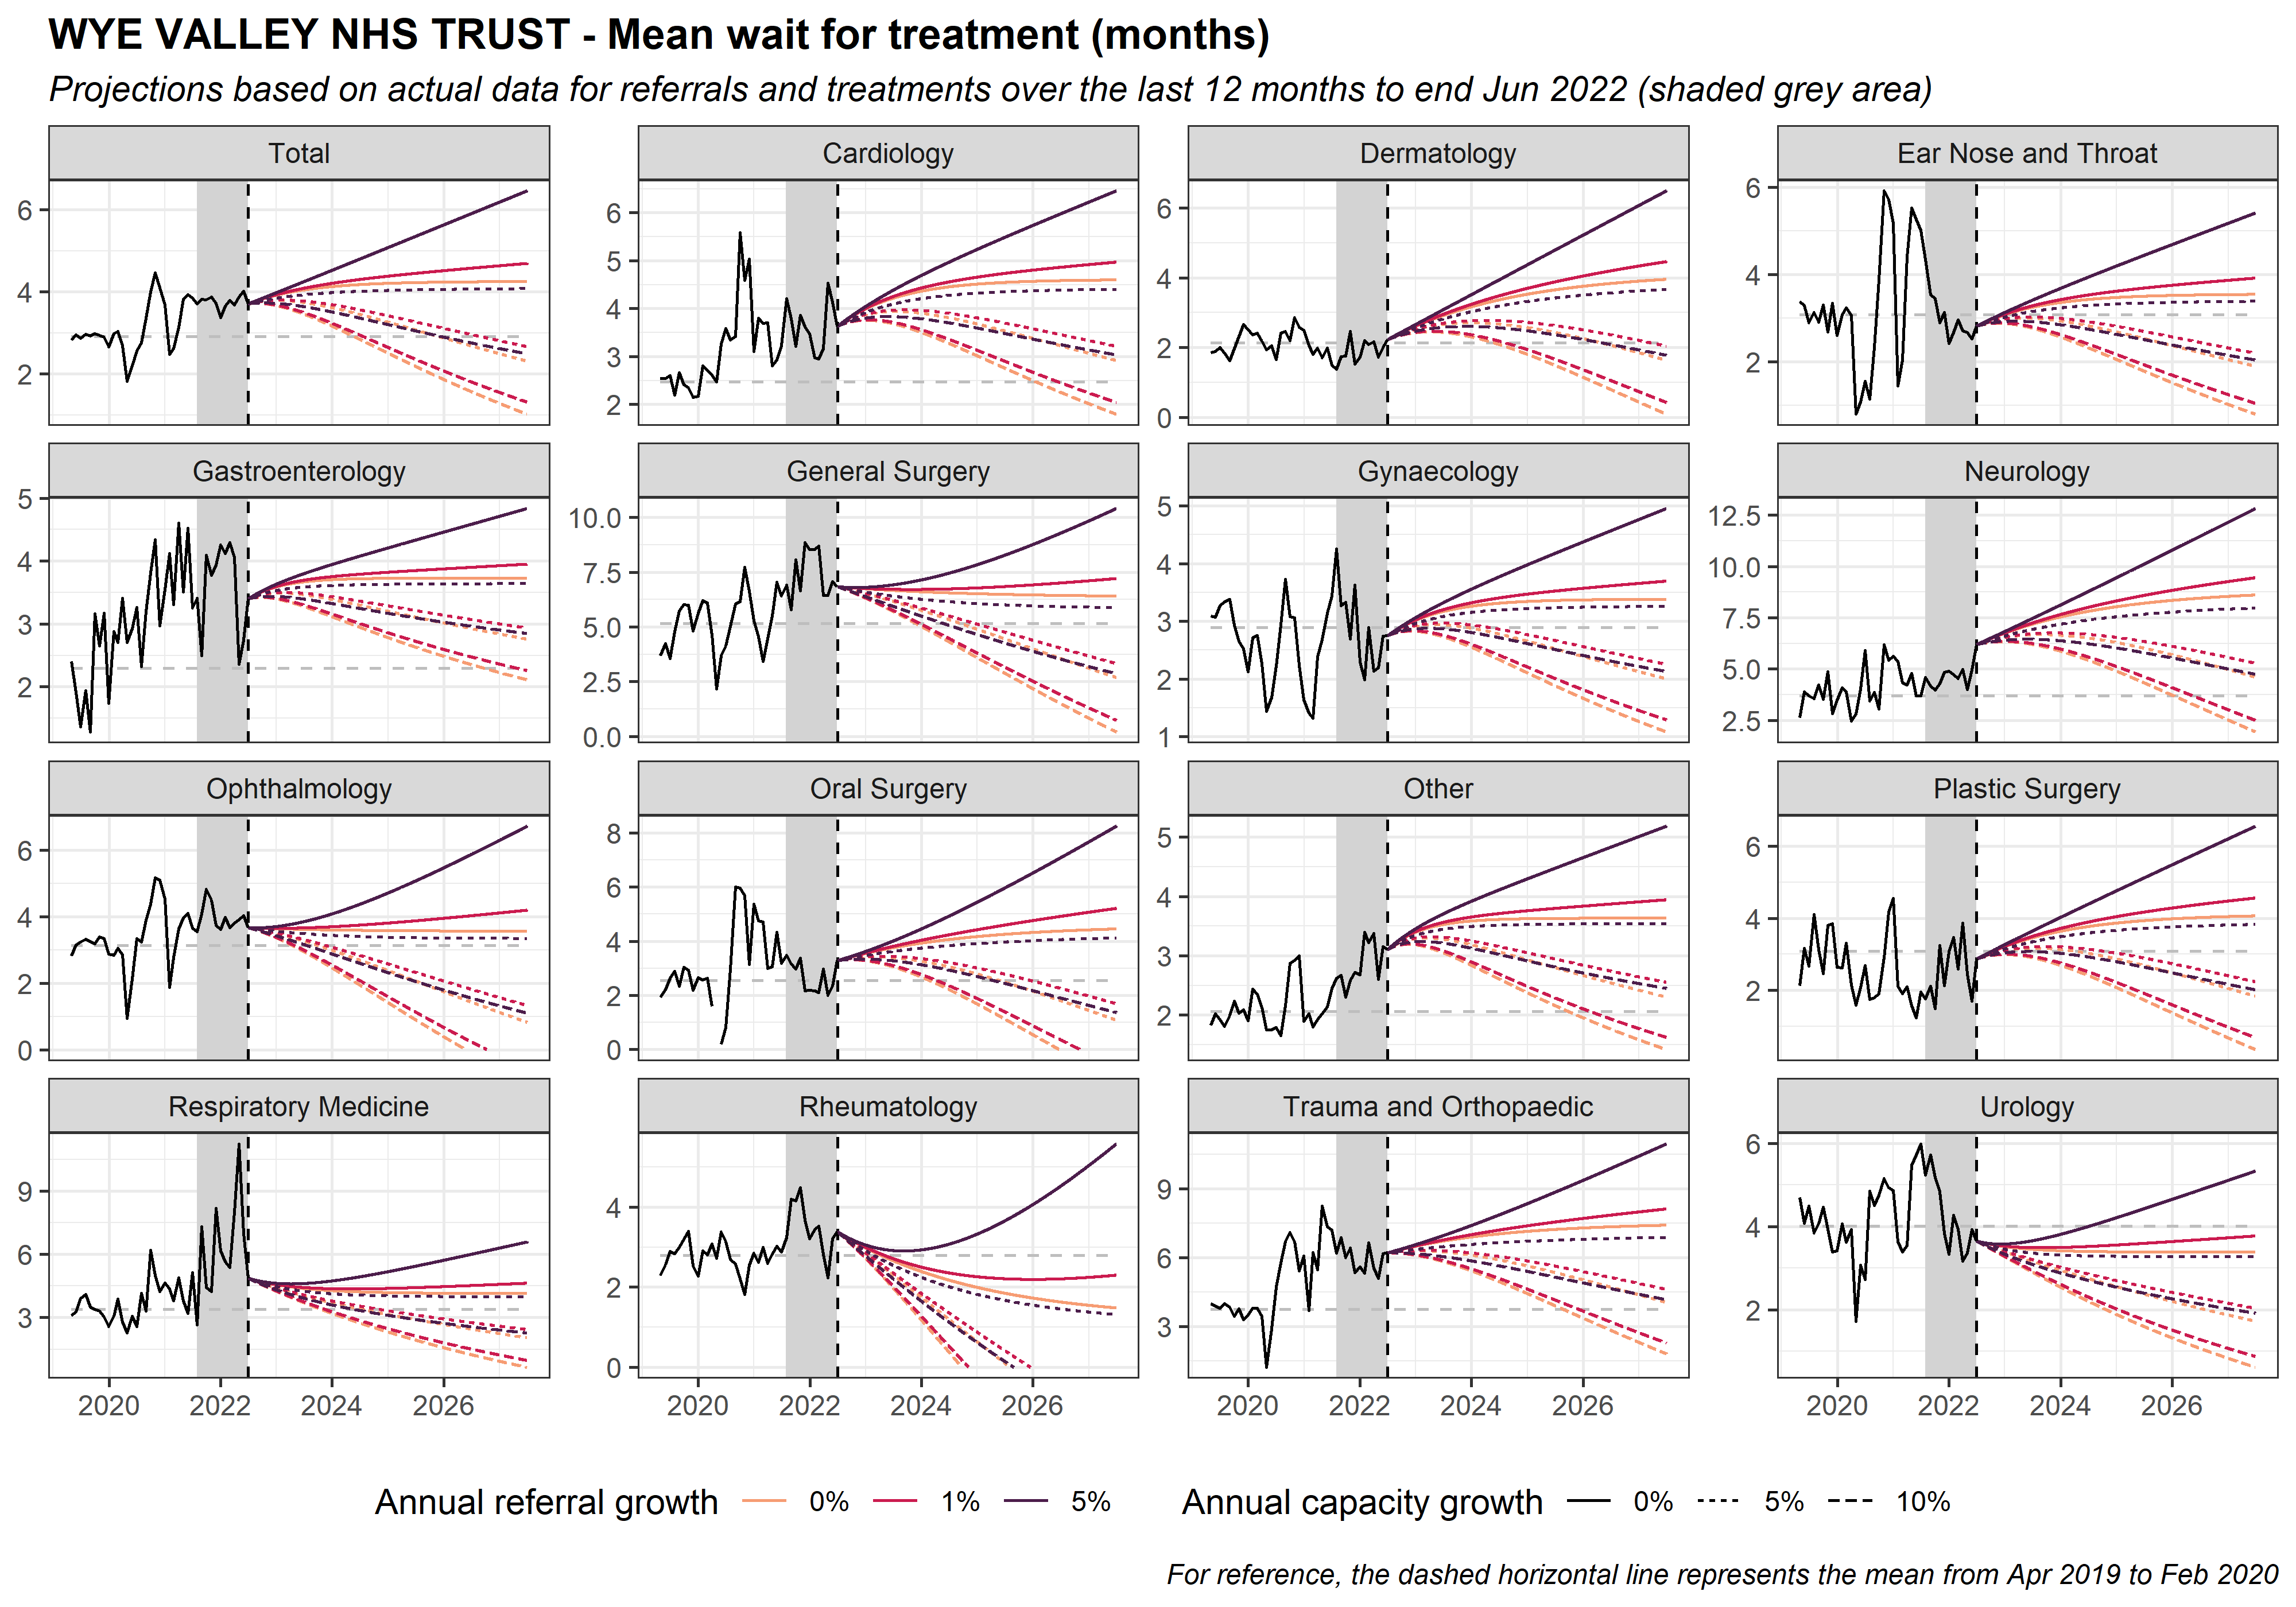 WYE VALLEY NHS TRUST - Mean wait for treatment (months)
Projections based on actual data for referrals and treatments over the last 12 months to end Jun 2022 (shaded grey area)
Total
Cardiology
Dermatology
Ear Nose and Throat
6
4
2
6
5
4
3
2
6
4
2
0
6
4
2
Gastroenterology
General Surgery
Gynaecology
Neurology
5
4
3
2
10.0
7.5
5.0
2.5
0.0
5
4
3
2
1
12.5
10.0
7.5
5.0
2.5
Ophthalmology
Oral Surgery
Other
Plastic Surgery
6
4
2
0
8
6
4
2
0
5
4
3
2
6
4
2
Respiratory Medicine
Rheumatology
Trauma and Orthopaedic
Urology
9
6
3
4
2
0
9
6
3
6
4
2
2020 2022 2024 2026
2020 2022 2024 2026
2020 2022 2024 2026
2020 2022 2024 2026
Annual referral growth 0% 1% 5%
Annual capacity growth 0% 5% 10%
For reference, the dashed horizontal line represents the mean from Apr 2019 to Feb 2020